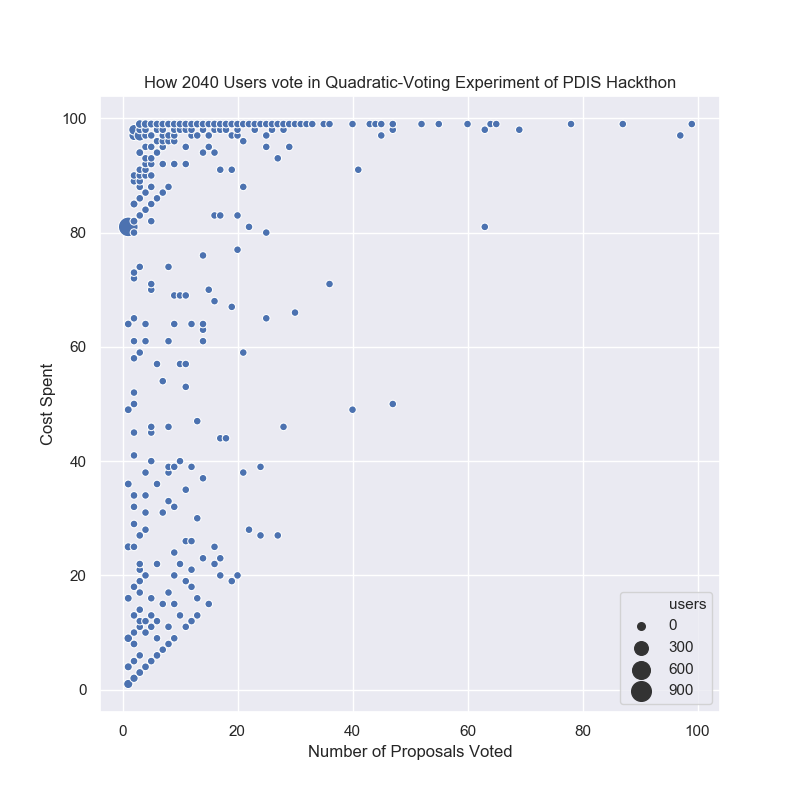 How 2040 Users vote in Quadratic-Voting Experiment of PDIS Hackthon
100
80
60
40
20
0
Cost Spent
0 20 40 60 80 100
Number of Proposals Voted
users
0
300
600
900